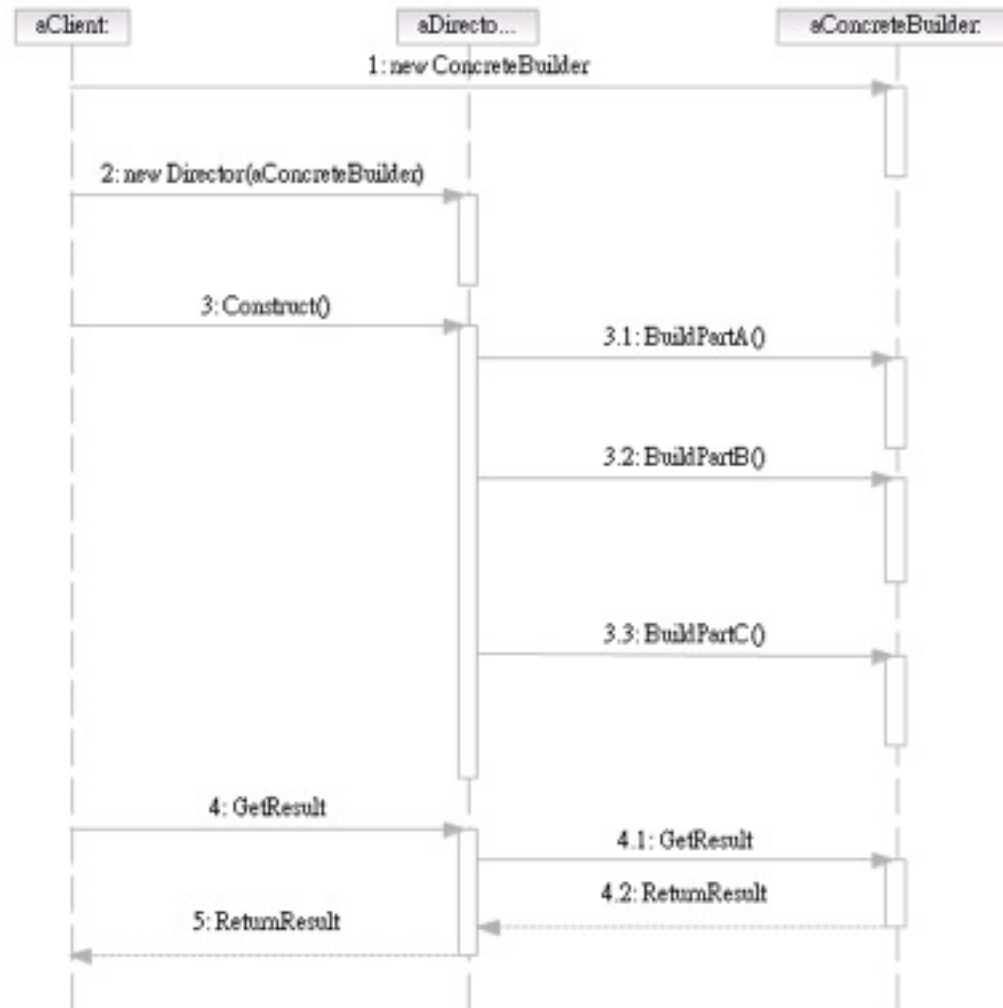 aClient:
aDirecto...
aConcreteBuilder:
1: new ConcreteBuilder
2: new Director(aConcreteBuilder)
3: Construct()
3.1: BuildPartA()
3.2: BuildPartB()
3.3: BuildPartC()
4: GetResult
4.1: GetResult
4.2: ReturnResult
5: ReturnResult